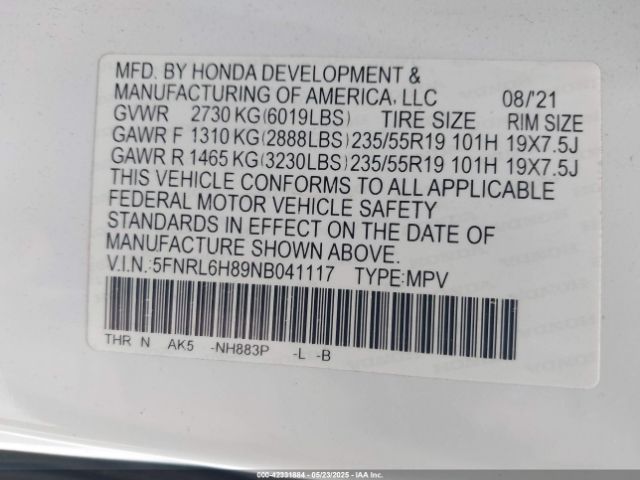 MFD. BY HONDA DEVELOPMENT &
MANUFACTURING OF AMERICA, LLC 08/'21
GVWR 2730 KG(6019LBS) TIRE SIZE RIM SIZE
GAWR F 1310 KG(2888LBS)235/55R19 101H 19X7.5J
GAWR R 1465 KG(3230LBS)235/55R19 101H 19X7.5J
THIS VEHICLE CONFORMS TO ALL APPLICABLE
FEDERAL MOTOR VEHICLE SAFETY
STANDARDS IN EFFECT ON THE DATE OF
MANUFACTURE SHOWN ABOVE.
V.I.N.:5FNRL6H89NB041117 TYPE:MPV
THR N AK5 -NH883P -L -B
000-42331884 - 05/23/2025 - IAA Inc.